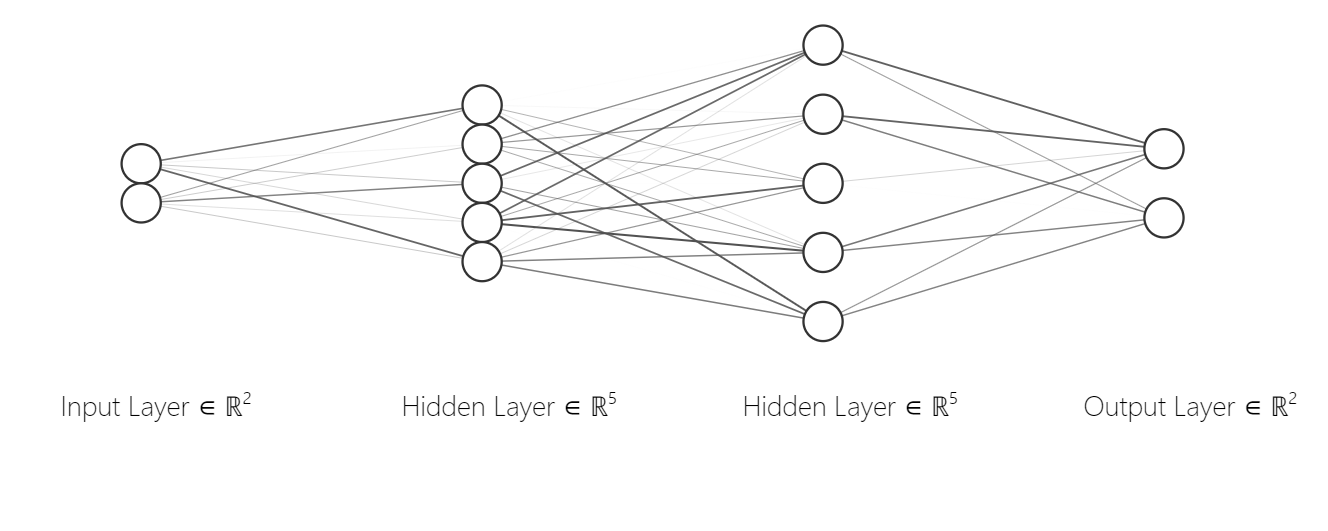 Input Layer ∈ ℝ² Hidden Layer ∈ ℝ⁵ Hidden Layer ∈ ℝ⁵ Output Layer ∈ ℝ²